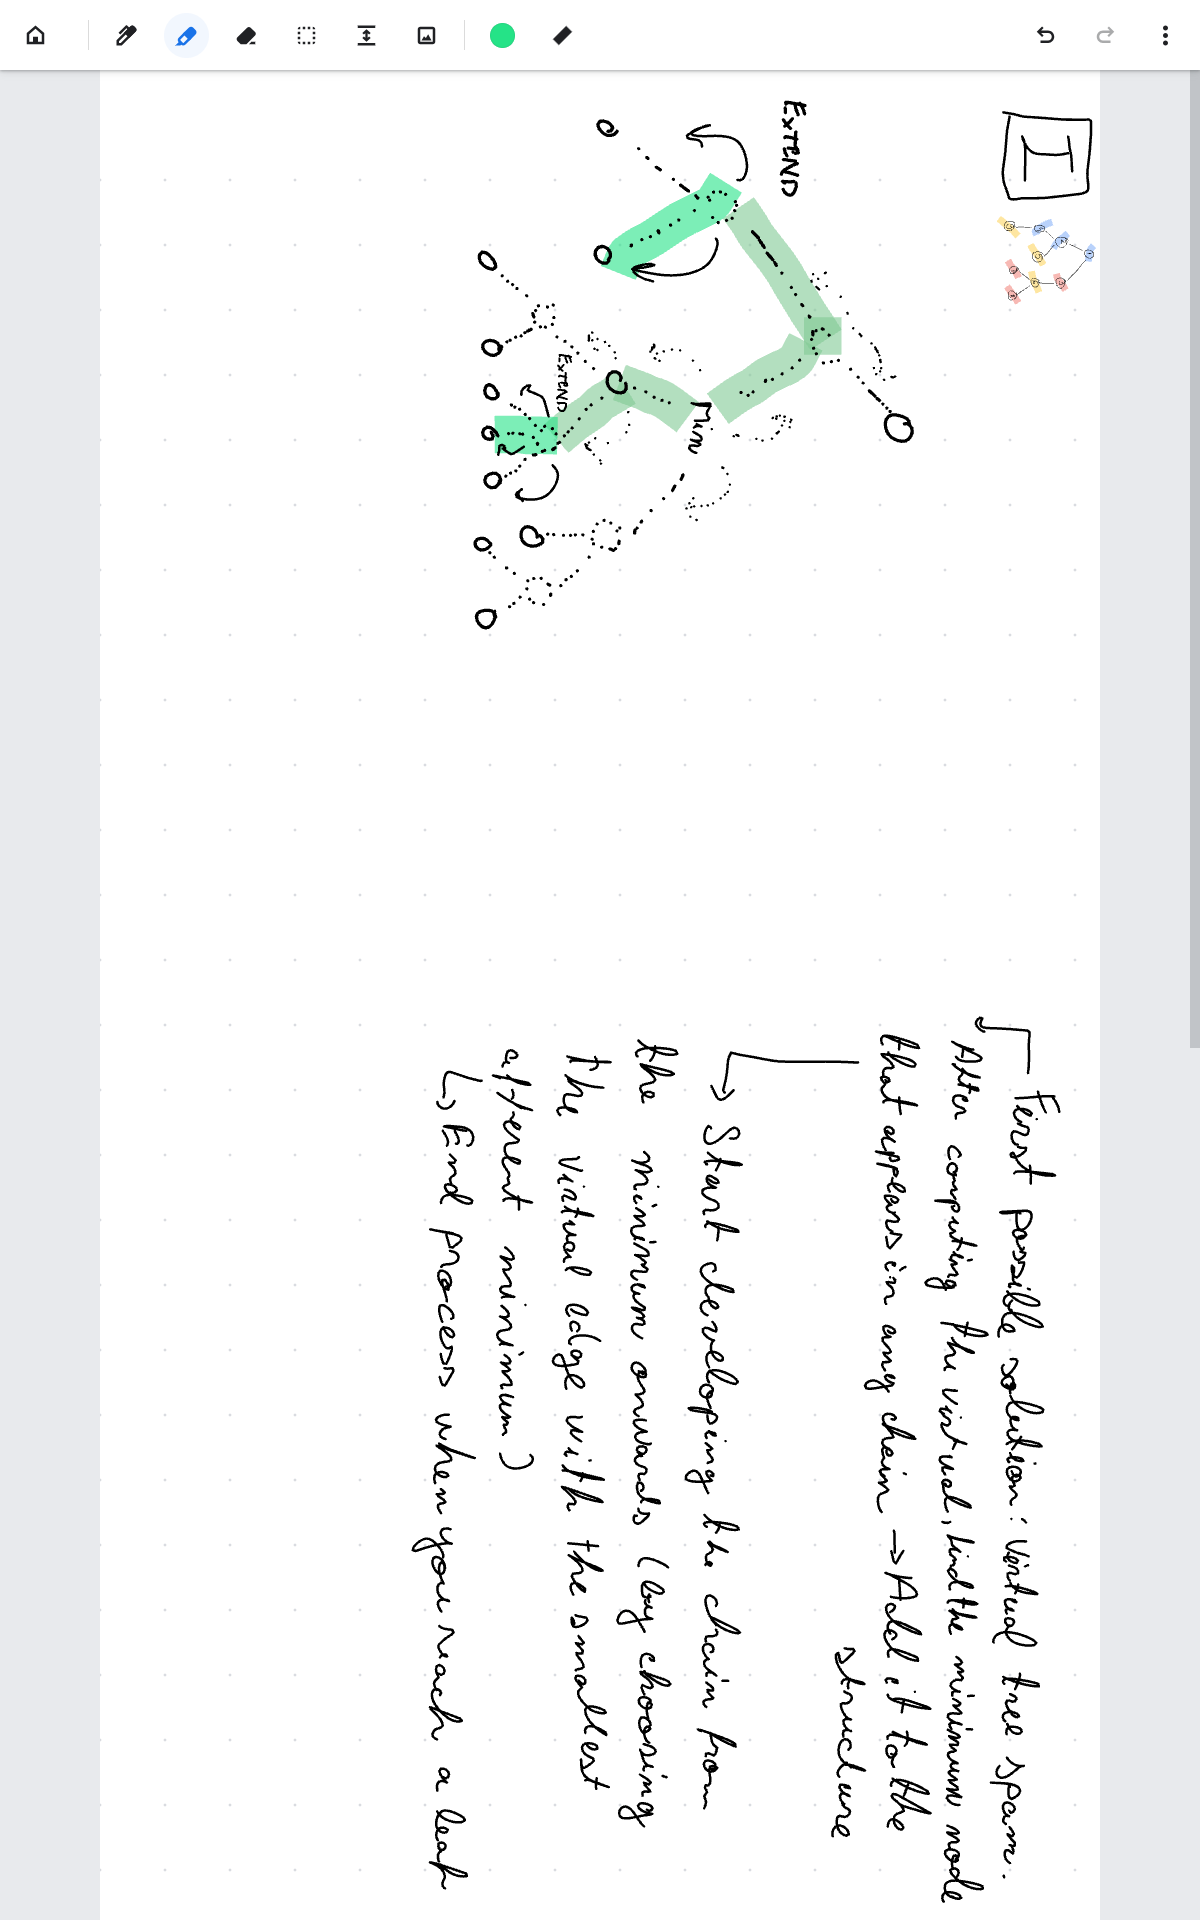 I
EXTEND
EXTEND
Min
First possible solution: Virtual tree spam.
After computing the virtual, find the minimum node
that appears in any chain → Add it to the
structure
→ Start developing the chain from
the minimum onwards (by choosing
the virtual edge with the smallest
different minimum)
↳ End process when you reach a leaf